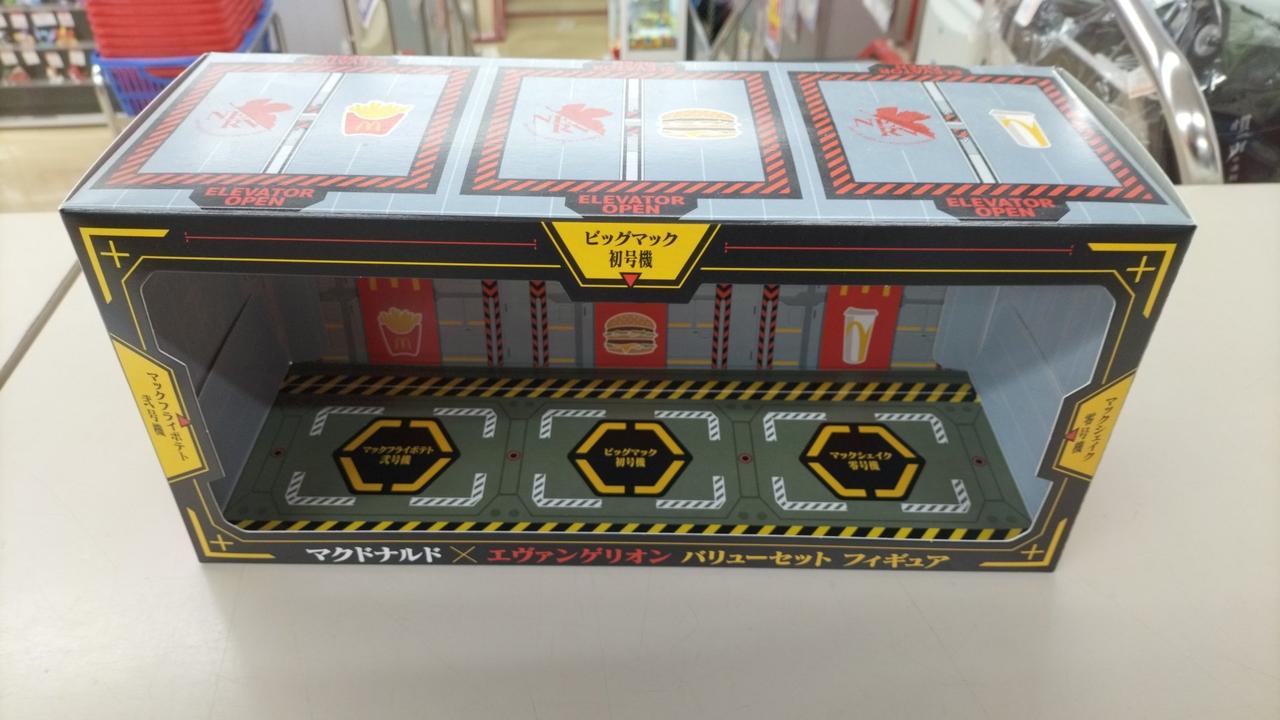 ELEVATOR
OPEN
ELEVATOR
OPEN
ELEVATOR
OPEN
ビッグマック
初号機
マックフライポテト
弐号機
マックシェイク
零号機
マックフライポテト
弐号機
ビッグマック
初号機
マックシェイク
零号機
マクドナルド×エヴァンゲリオン バリューセット フィギュア